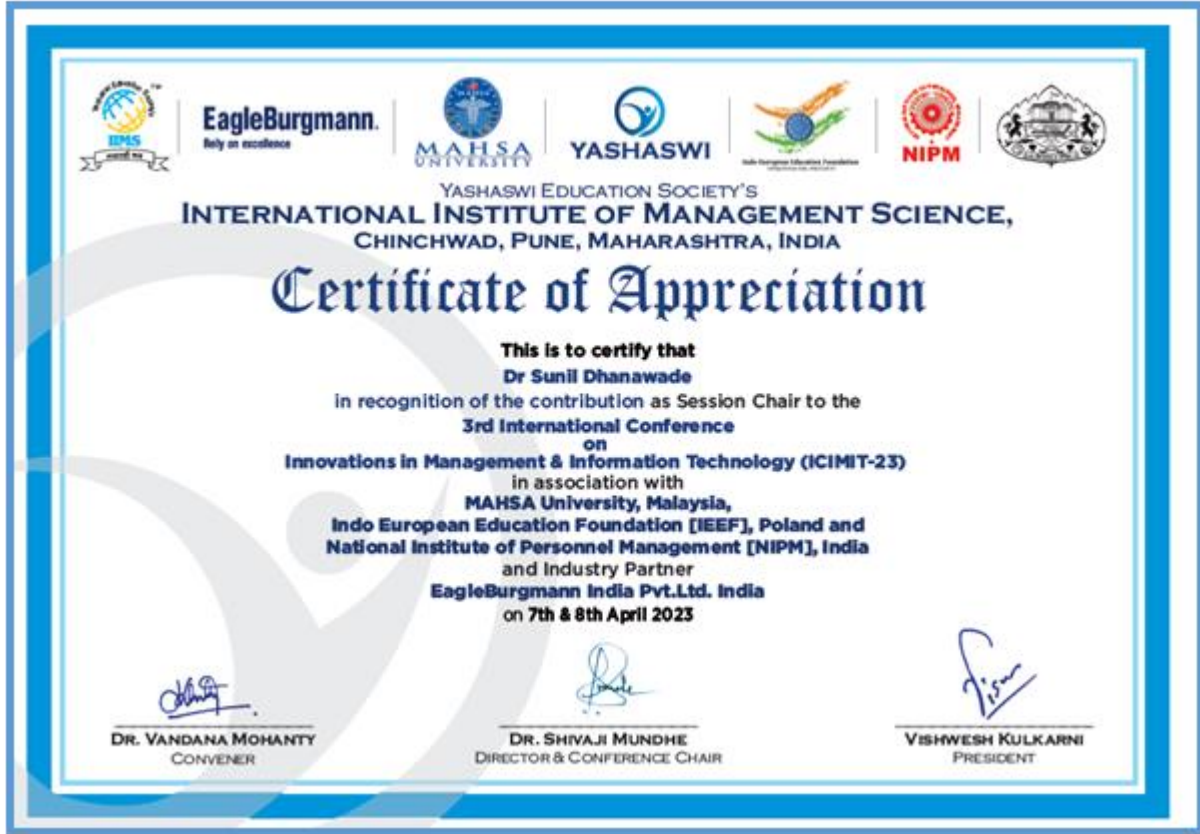 IIMS
EagleBurgmann.
Rely on excellence
MAHSA
UNIVERSITY
YASHASWI
Indo European Education Foundation
NIPM
YASHASWI EDUCATION SOCIETY'S
INTERNATIONAL INSTITUTE OF MANAGEMENT SCIENCE,
CHINCHWAD, PUNE, MAHARASHTRA, INDIA
Certificate of Appreciation
This is to certify that
Dr Sunil Dhanawade
in recognition of the contribution as Session Chair to the
3rd International Conference
on
Innovations in Management & Information Technology (ICIMIT-23)
in association with
MAHSA University, Malaysia,
Indo European Education Foundation [IEEF], Poland and
National Institute of Personnel Management [NIPM], India
and Industry Partner
EagleBurgmann India Pvt.Ltd. India
on 7th & 8th April 2023
DR. VANDANA MOHANTY
CONVENER
DR. SHIVAJI MUNDHE
DIRECTOR & CONFERENCE CHAIR
VISHWESH KULKARNI
PRESIDENT